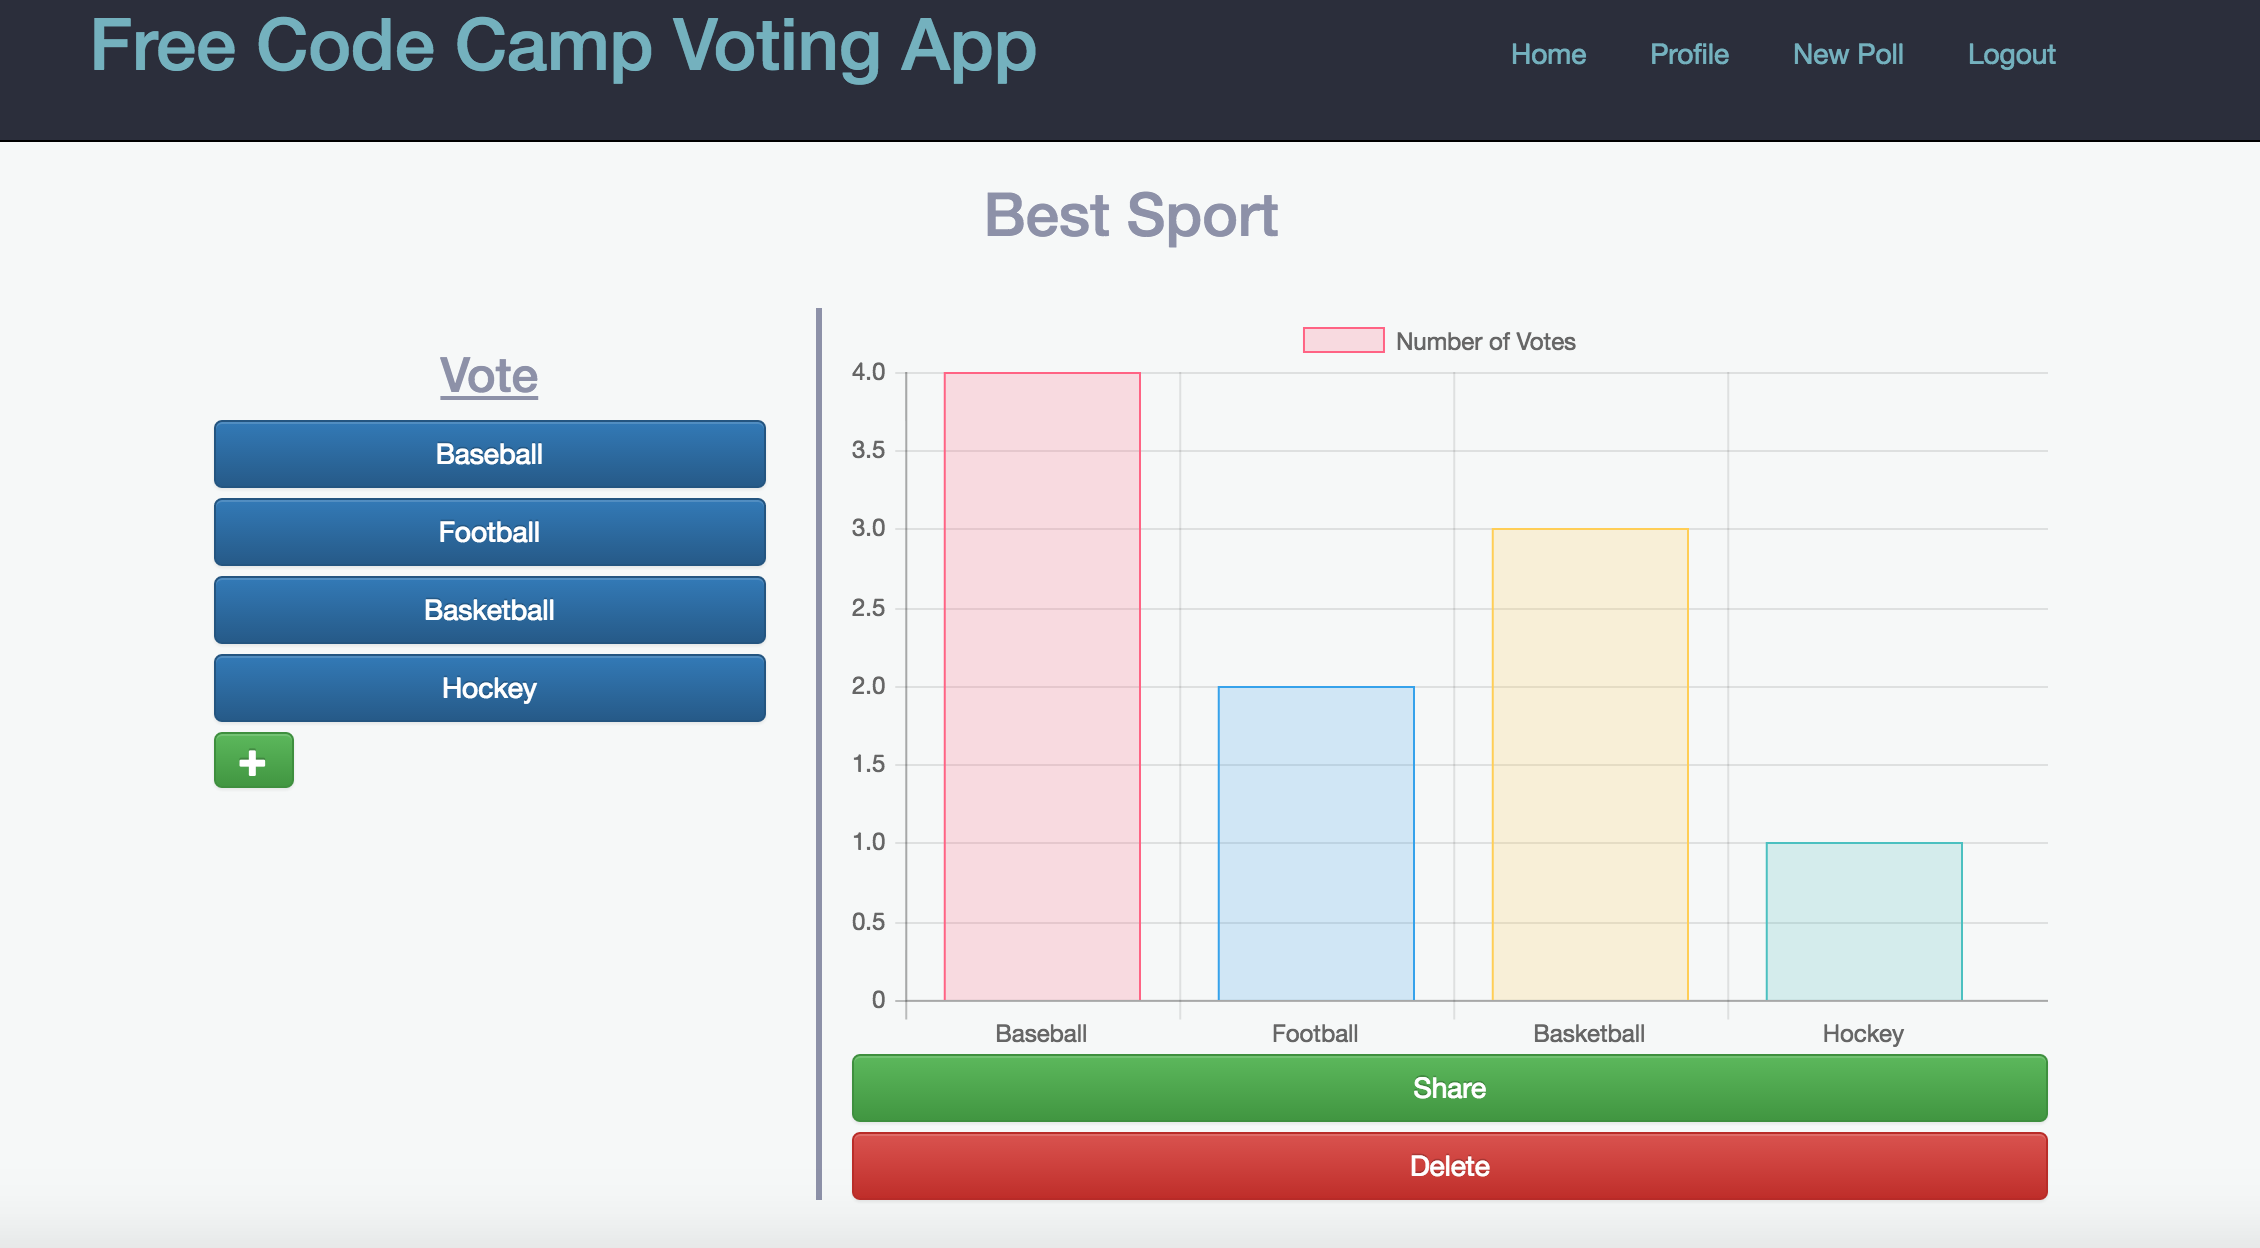 Free Code Camp Voting App
Home Profile New Poll Logout
Best Sport
Vote
Baseball
Football
Basketball
Hockey
Number of Votes
4.0
3.5
3.0
2.5
2.0
1.5
1.0
0.5
0
Baseball Football Basketball Hockey
Share
Delete